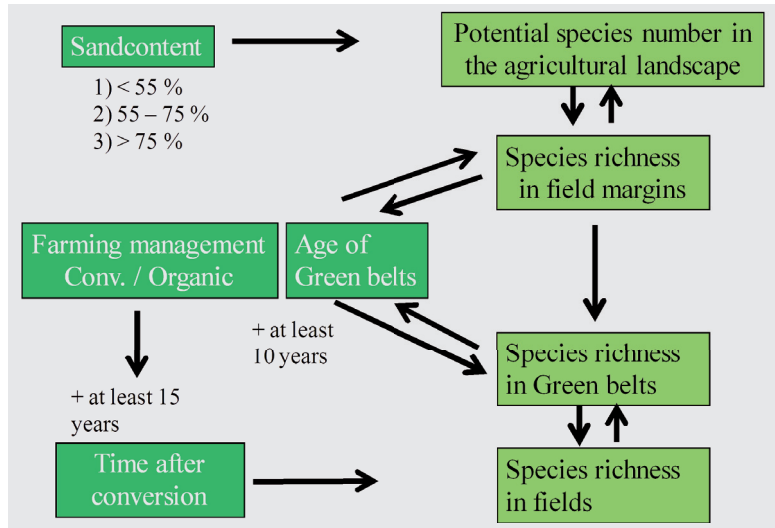 Sandcontent
1) < 55 %
2) 55 – 75 %
3) > 75 %
Potential species number in
the agricultural landscape
Species richness
in field margins
Farming management
Conv. / Organic
Age of
Green belts
+ at least
10 years
Species richness
in Green belts
+ at least 15
years
Time after
conversion
Species richness
in fields